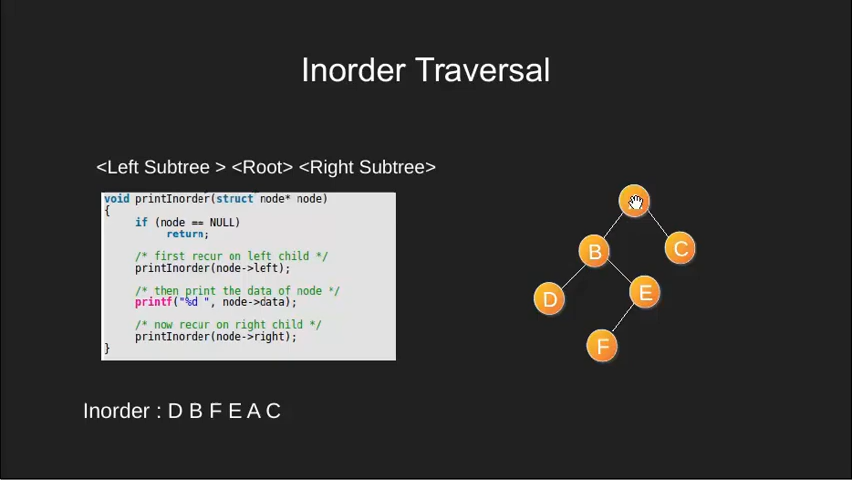 Inorder Traversal
<Left Subtree > <Root> <Right Subtree>
void printInorder(struct node* node)
{
if (node == NULL)
return;
/* first recur on left child */
printInorder(node->left);
/* then print the data of node */
printf("%d ", node->data);
/* now recur on right child */
printInorder(node->right);
}
B
C
D
E
F
Inorder : D B F E A C